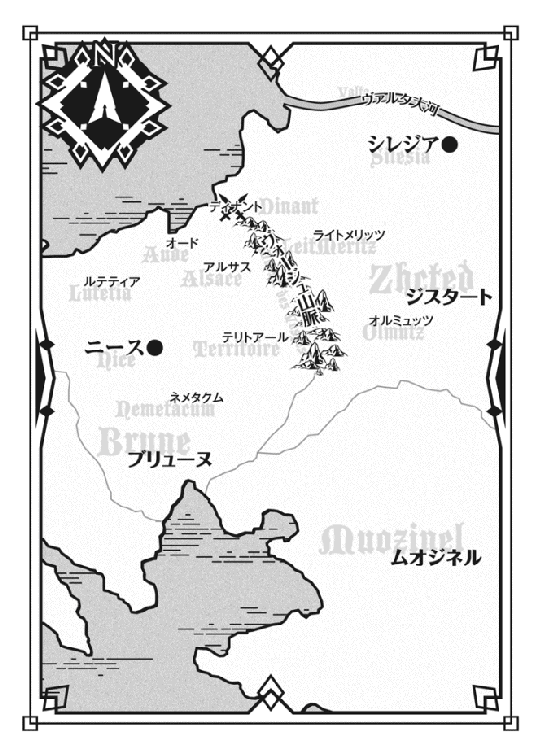 N
Valta
ヴァルタ大河
シレジア
Silesia
ディナント
Dinant
オード
Aude
ライトメリッツ
LeitMeritz
アルサス
Alsace
ルテティア
Lutetia
Zhcted
ジスタート
オルミュッツ
Olmutz
山脈
テリトアール
Territoire
ニース
Nice
ネメタクム
Nemetacum
Brune
ブリューヌ
Muozinel
ムオジネル